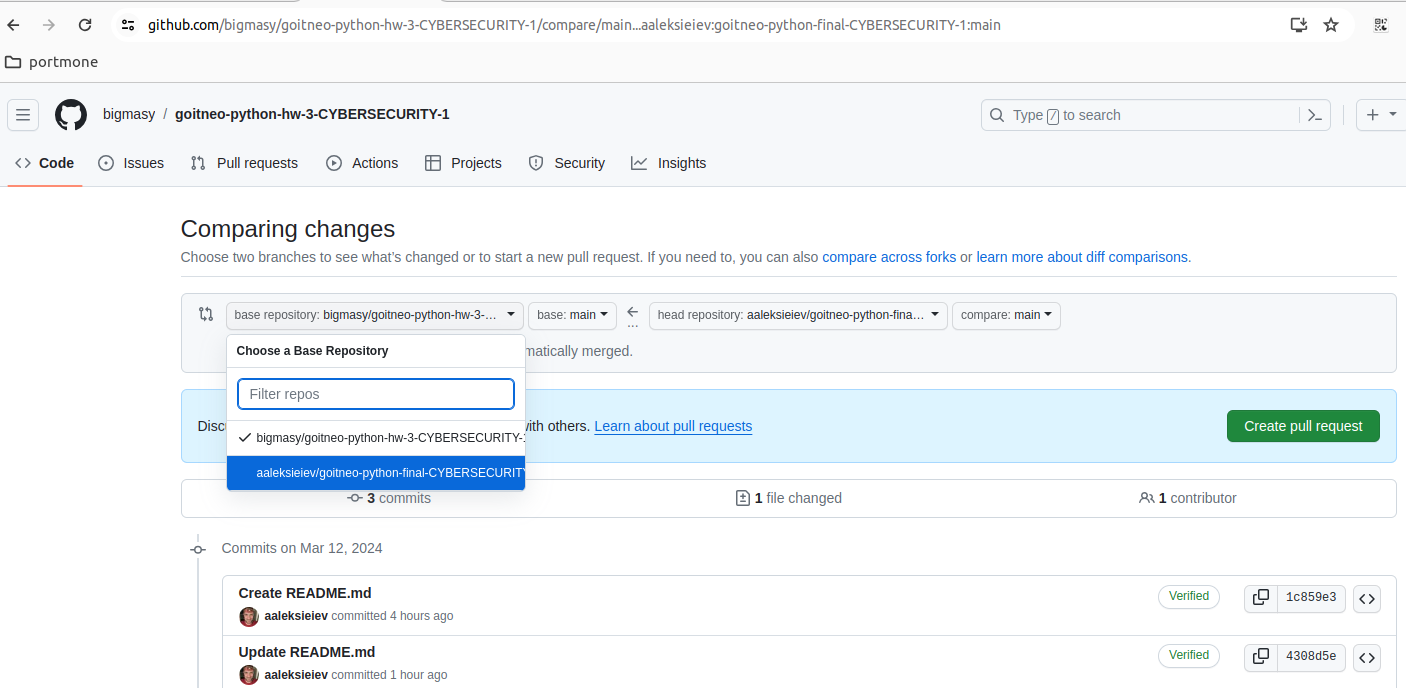 github.com/bigmasy/goitneo-python-hw-3-CYBERSECURITY-1/compare/main...aaleksieiev:goitneo-python-final-CYBERSECURITY-1:main
portmone
bigmasy / goitneo-python-hw-3-CYBERSECURITY-1
Type / to search
Code Issues Pull requests Actions Projects Security Insights
Comparing changes
Choose two branches to see what's changed or to start a new pull request. If you need to, you can also compare across forks or learn more about diff comparisons.
base repository: bigmasy/goitneo-python-hw-3-... base: main ... head repository: aaleksieiev/goitneo-python-fina... compare: main
Choose a Base Repository
matically merged.
Filter repos
Discu
ith others. Learn about pull requests
Create pull request
bigmasy/goitneo-python-hw-3-CYBERSECURITY-1
aaleksieiev/goitneo-python-final-CYBERSECURITY
3 commits 1 file changed 1 contributor
Commits on Mar 12, 2024
Create README.md
aaleksieiev committed 4 hours ago
Verified 1c859e3
Update README.md
aaleksieiev committed 1 hour ago
Verified 4308d5e